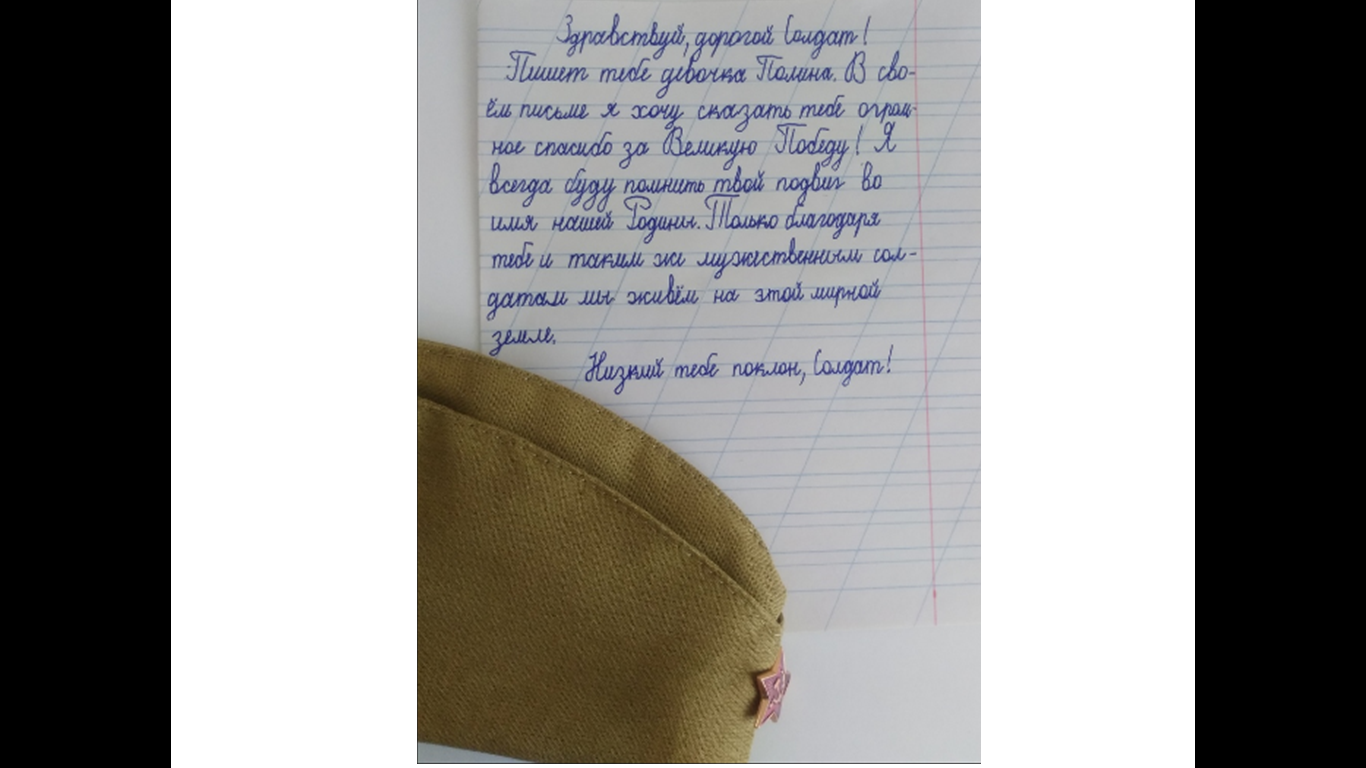 Здравствуй, дорогой Солдат!
Пишет тебе девочка Полина. В сво-
ём письме я хочу сказать тебе огром-
ное спасибо за Великую Победу! Я
всегда буду помнить твой подвиг во
имя нашей Родины. Только благодаря
тебе и таким же мужественным сол-
датам мы живём на этой мирной
земле.
Низкий тебе поклон, Солдат!